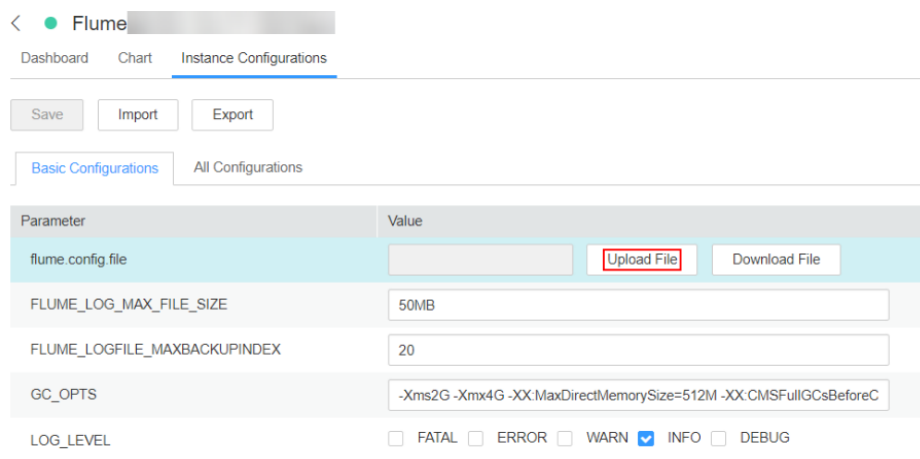 Flume
Dashboard Chart Instance Configurations
Save Import Export
Basic Configurations All Configurations
Parameter Value
flume.config.file Upload File Download File
FLUME_LOG_MAX_FILE_SIZE 50MB
FLUME_LOGFILE_MAXBACKUPINDEX 20
GC_OPTS -Xms2G -Xmx4G -XX:MaxDirectMemorySize=512M -XX:CMSFullGCsBeforeC
LOG_LEVEL FATAL ERROR WARN INFO DEBUG